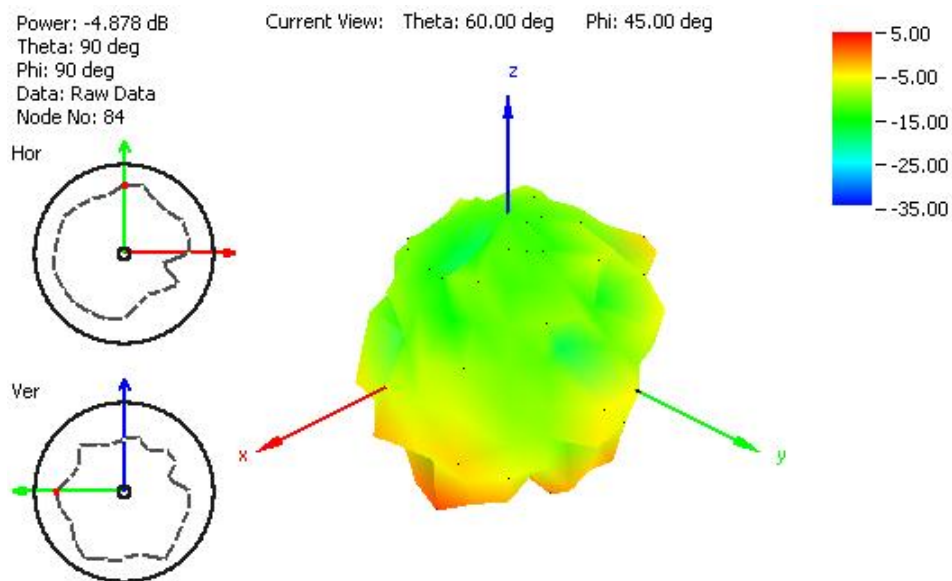 Power: -4.878 dB
Theta: 90 deg
Phi: 90 deg
Data: Raw Data
Node No: 84
Current View: Theta: 60.00 deg Phi: 45.00 deg
5.00
-5.00
-15.00
-25.00
-35.00
Hor
Ver
z
x
y